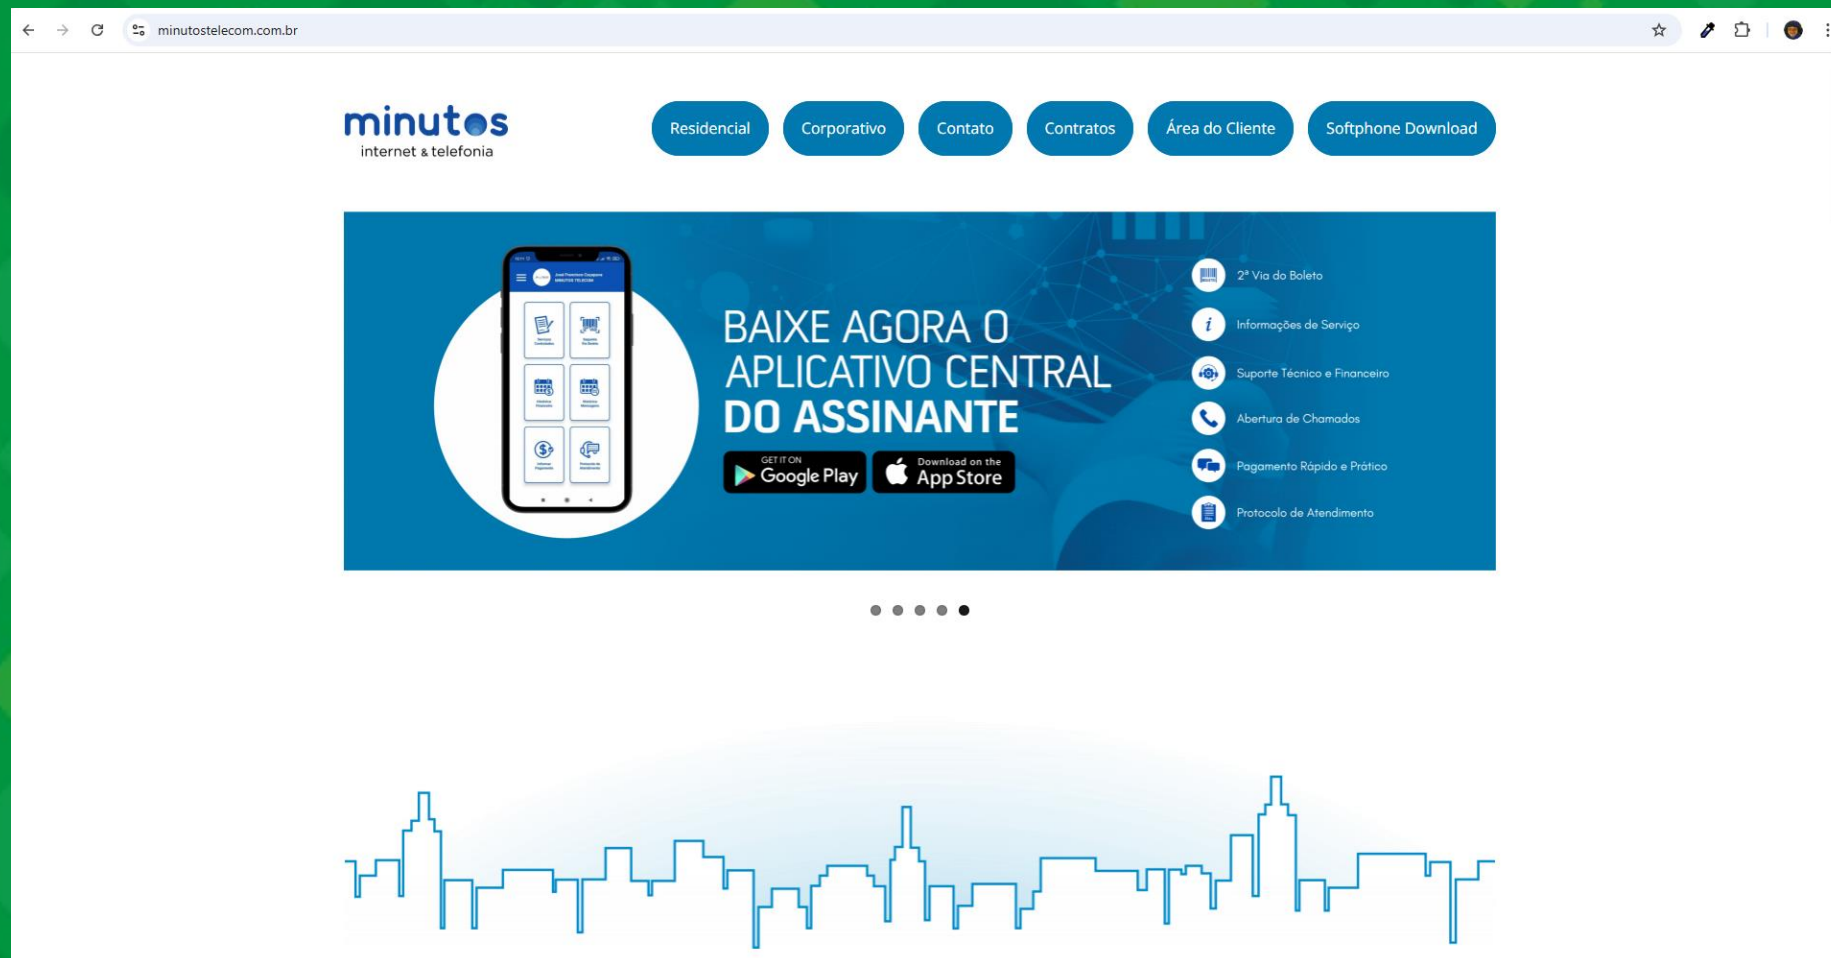 minutostelecom.com.br
minutos
internet & telefonia
Residencial
Corporativo
Contato
Contratos
Área do Cliente
Softphone Download
BAIXE AGORA O
APLICATIVO CENTRAL
DO ASSINANTE
GET IT ON
Google Play
Download on the
App Store
2ª Via do Boleto
Informações de Serviço
Suporte Técnico e Financeiro
Abertura de Chamados
Pagamento Rápido e Prático
Protocolo de Atendimento